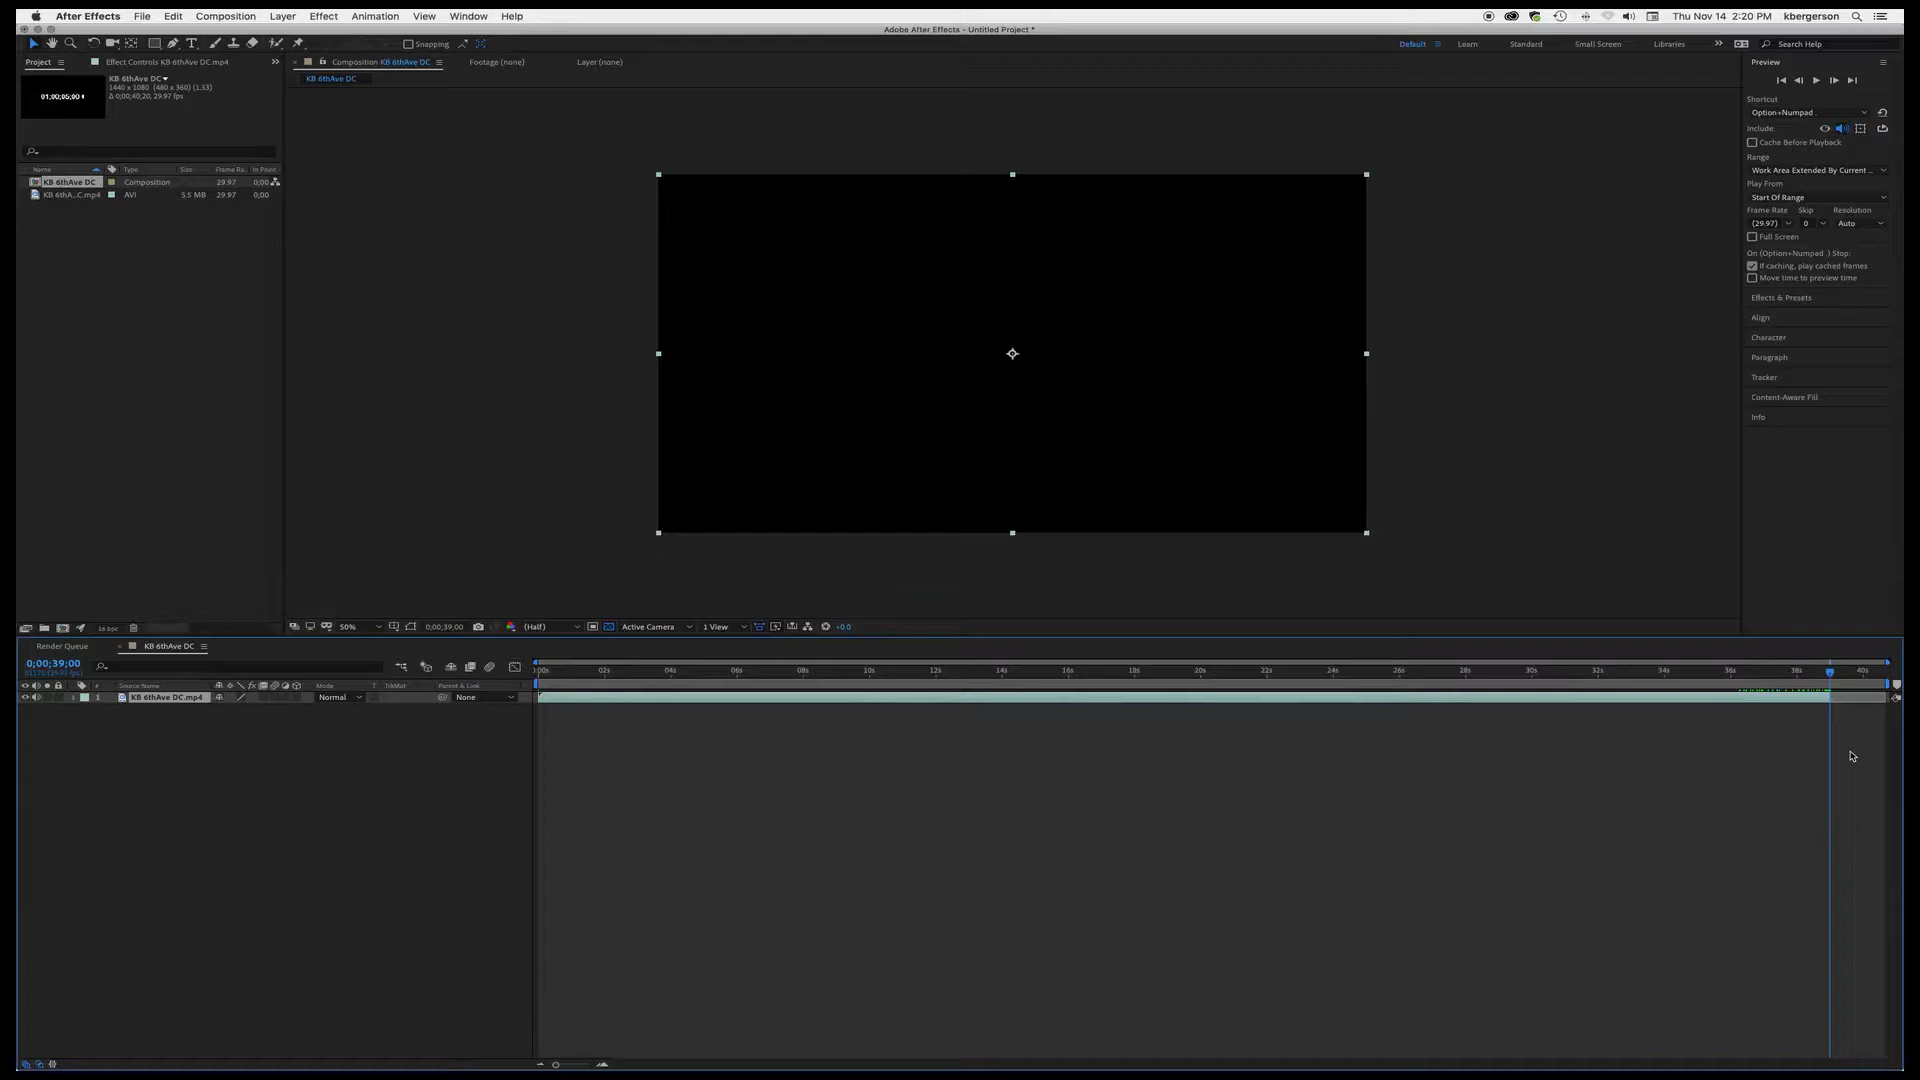 After Effects File Edit Composition Layer Effect Animation View Window Help Thu Nov 14 2:20 PM kbergerson
Adobe After Effects - Untitled Project *
Snapping Default Learn Standard Small Screen Libraries Search Help
Project Effect Controls KB 6thAve DC.mp4 Composition KB 6thAve DC Footage (none) Layer (none) Preview
KB 6thAve DC
KB 6thAve DC
1440 x 1080 (480 x 360) (1.33)
Δ 0;00;40;20, 29.97 fps
Shortcut
Option+Numpad .
Include:
Cache Before Playback
Range
Work Area Extended By Current ...
Play From
Start Of Range
Frame Rate Skip Resolution
(29.97) 0 Auto
Full Screen
On (Option+Numpad .) Stop:
If caching, play cached frames
Move time to preview time
Effects & Presets
Align
Character
Paragraph
Tracker
Content-Aware Fill
Info
Name Type Size Frame Ra.. In Point
KB 6thAve DC Composition 29.97 0;00
KB 6thA...C.mp4 AVI 5.5 MB 29.97 0;00
16 bpc 50% 0;00;39;00 (Half) Active Camera 1 View +0.0
Render Queue KB 6thAve DC
0;00;39;00
02s 04s 06s 08s 10s 12s 14s 16s 18s 20s 22s 24s 26s 28s 30s 32s 34s 36s 38s 40s
# Source Name Mode T TrkMat Parent & Link
1 KB 6thAve DC.mp4 Normal None